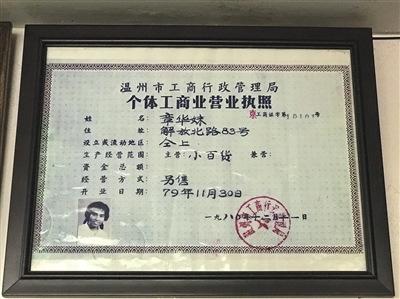 温州市工商行政管理局
个体工商业营业执照
工商证字第10101号
姓名 章华妹
住址 解放北路83号
设立或流动地区 仝上
生产经营范围 主营：小百货 兼营：
资金总额
经营方式 另售
开业日期 79年11月30日
一九八〇年十二月十一日